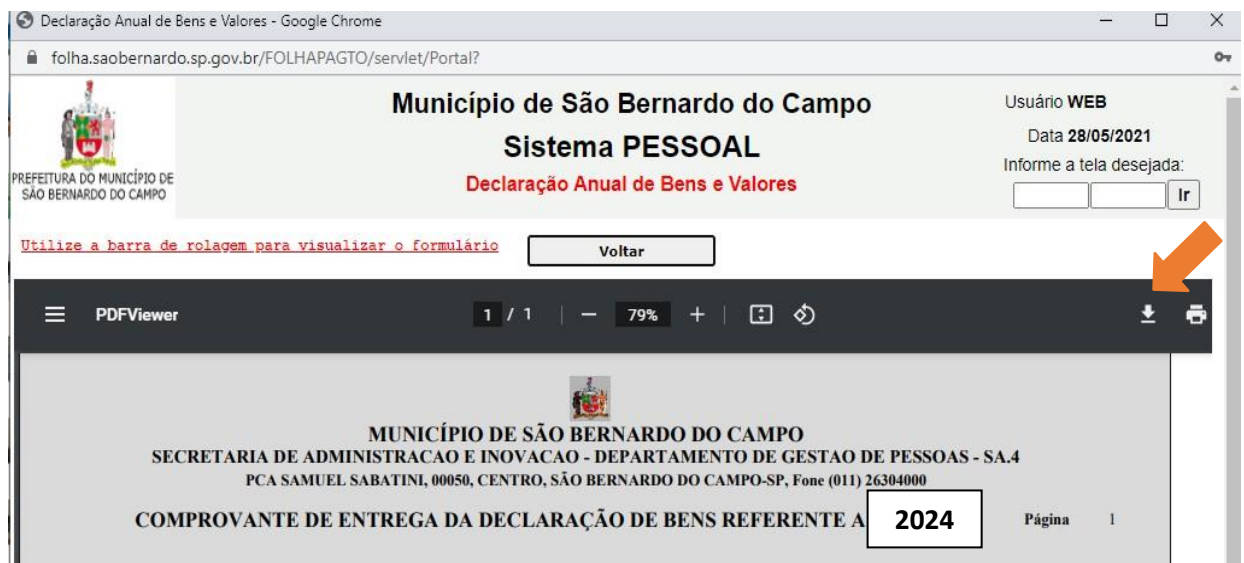 Declaração Anual de Bens e Valores - Google Chrome
folha.saobernardo.sp.gov.br/FOLHAPAGTO/servlet/Portal?
PREFEITURA DO MUNICÍPIO DE
SÃO BERNARDO DO CAMPO
Município de São Bernardo do Campo
Sistema PESSOAL
Declaração Anual de Bens e Valores
Usuário WEB
Data 28/05/2021
Informe a tela desejada:
Ir
Utilize a barra de rolagem para visualizar o formulário
Voltar
PDFViewer
1 / 1
79%
MUNICÍPIO DE SÃO BERNARDO DO CAMPO
SECRETARIA DE ADMINISTRACAO E INOVACAO - DEPARTAMENTO DE GESTAO DE PESSOAS - SA.4
PCA SAMUEL SABATINI, 00050, CENTRO, SÃO BERNARDO DO CAMPO-SP, Fone (011) 26304000
COMPROVANTE DE ENTREGA DA DECLARAÇÃO DE BENS REFERENTE A 2024 Página 1